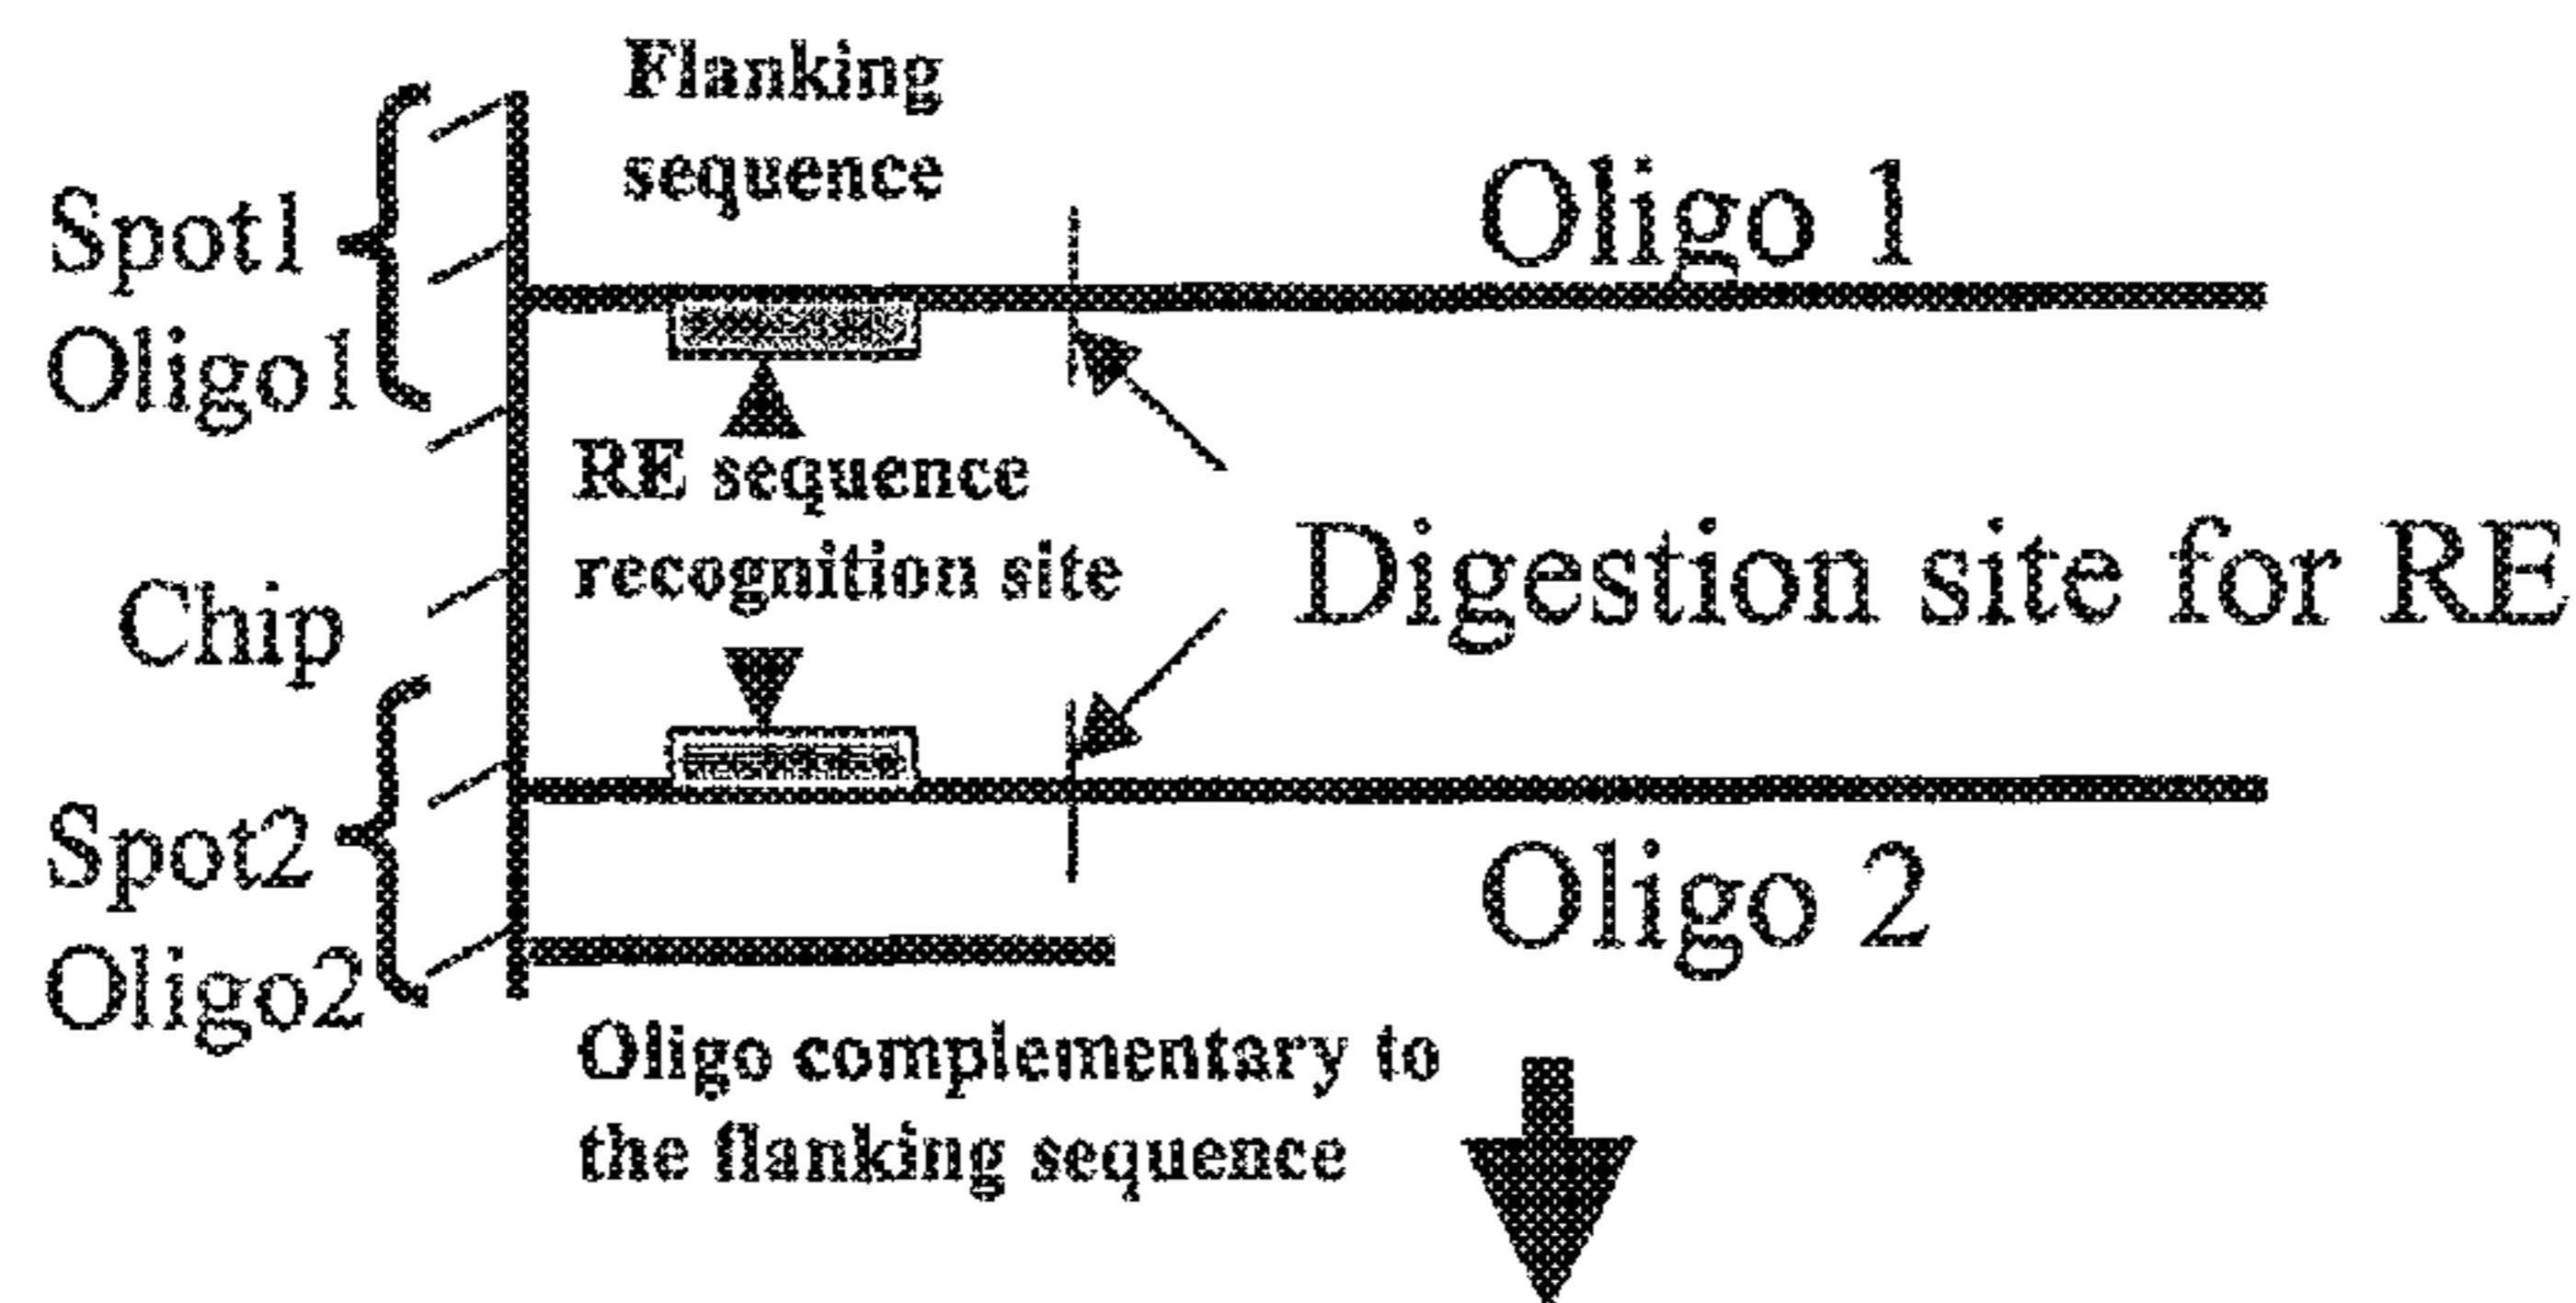 Flanking
sequence
Spot1
Oligo1
Oligo 1
RE sequence
recognition site
Digestion site for RE
Chip
Spot2
Oligo2
Oligo 2
Oligo complementary to
the flanking sequence